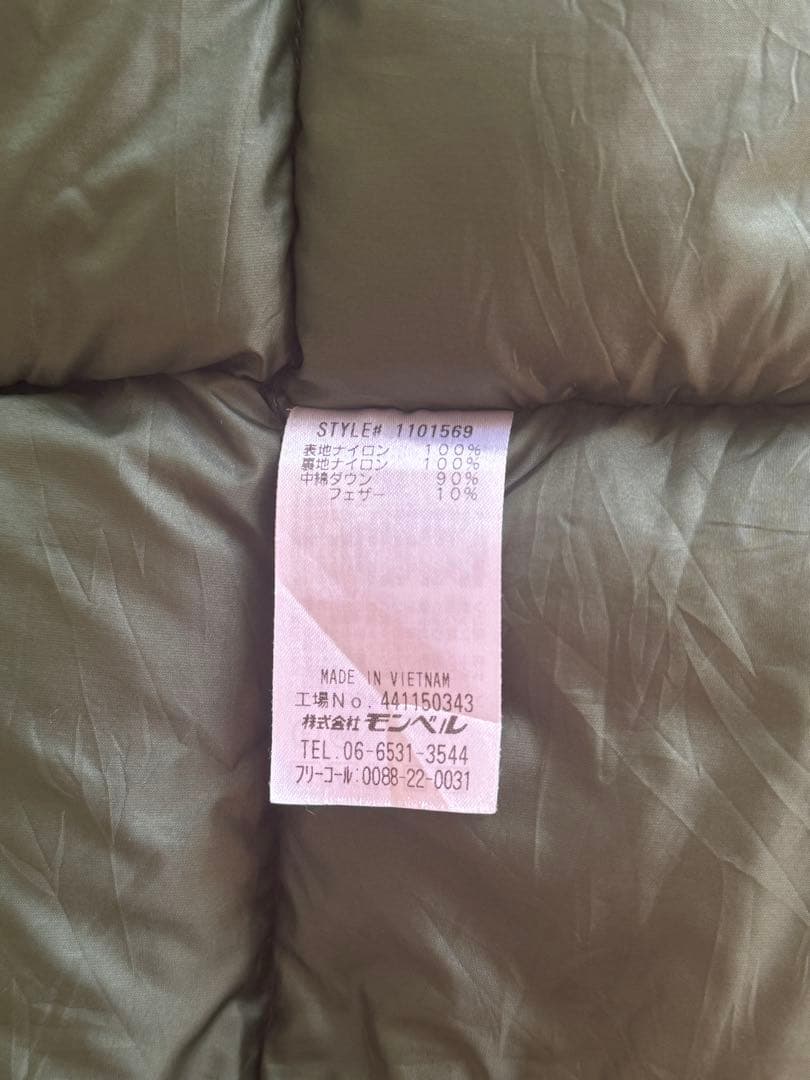 STYLE# 1101569
表地ナイロン 100%
裏地ナイロン 100%
中綿ダウン 90%
フェザー 10%
MADE IN VIETNAM
工場No. 441150343
株式会社 モンベル
TEL. 06-6531-3544
フリーコール:0088-22-0031